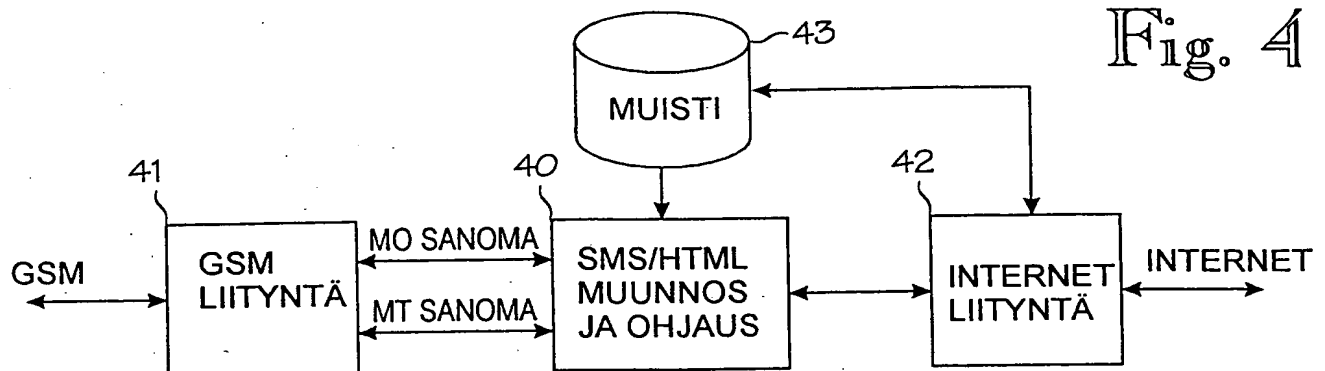 Fig. 4
43
MUISTI
41
40
42
GSM
GSM
LIITYNTÄ
MO SANOMA
MT SANOMA
SMS/HTML
MUUNNOS
JA OHJAUS
INTERNET
LIITYNTÄ
INTERNET